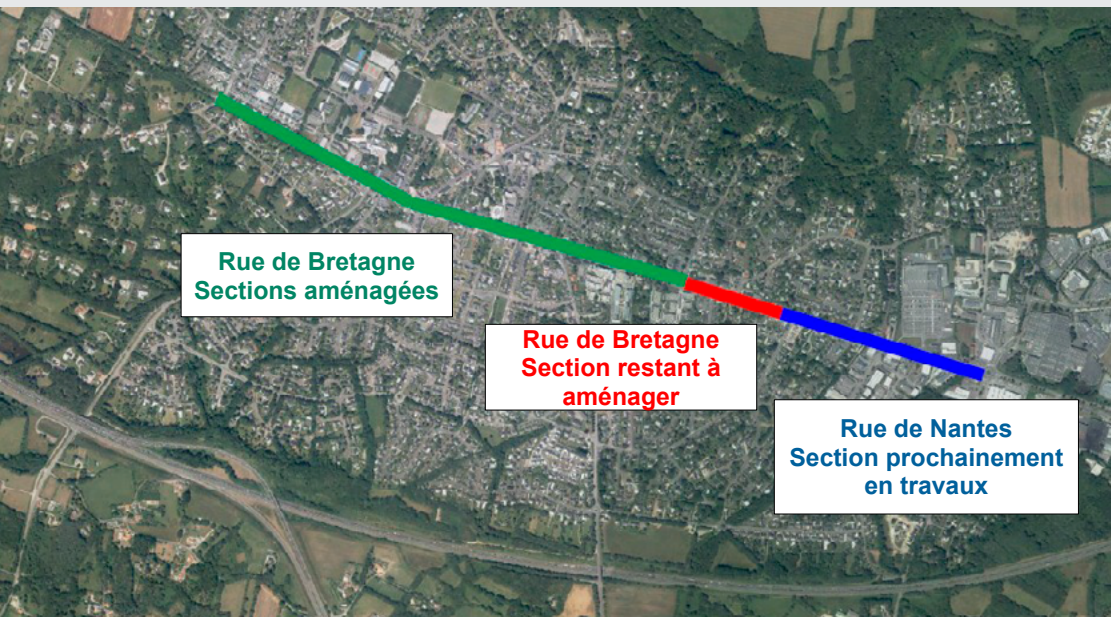 Rue de Bretagne
Sections aménagées
Rue de Bretagne
Section restant à
aménager
Rue de Nantes
Section prochainement
en travaux